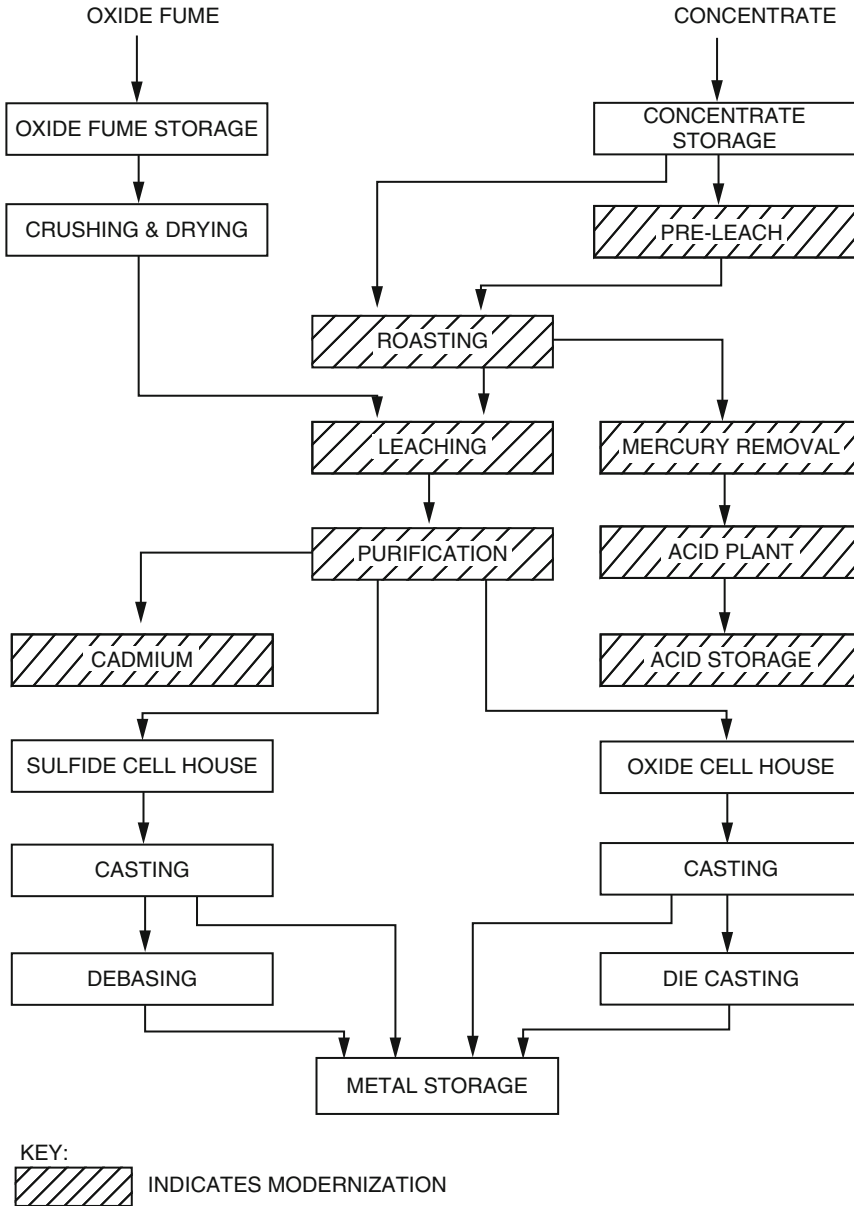 OXIDE FUME
CONCENTRATE
OXIDE FUME STORAGE
CONCENTRATE
STORAGE
CRUSHING & DRYING
PRE-LEACH
ROASTING
LEACHING
MERCURY REMOVAL
PURIFICATION
ACID PLANT
CADMIUM
ACID STORAGE
SULFIDE CELL HOUSE
OXIDE CELL HOUSE
CASTING
CASTING
DEBASING
DIE CASTING
METAL STORAGE
KEY:
INDICATES MODERNIZATION